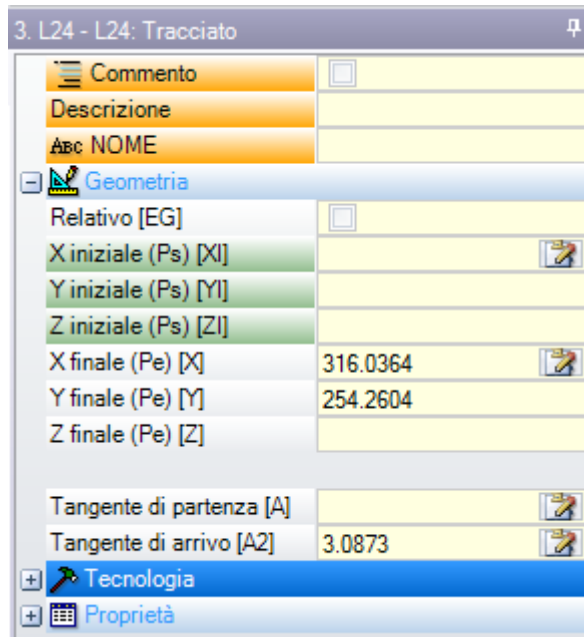 3. L24 - L24: Tracciato
Commento
Descrizione
ABC NOME
Geometria
Relativo [EG]
X iniziale (Ps) [XI]
Y iniziale (Ps) [YI]
Z iniziale (Ps) [ZI]
X finale (Pe) [X] 316.0364
Y finale (Pe) [Y] 254.2604
Z finale (Pe) [Z]
Tangente di partenza [A]
Tangente di arrivo [A2] 3.0873
Tecnologia
Proprietà